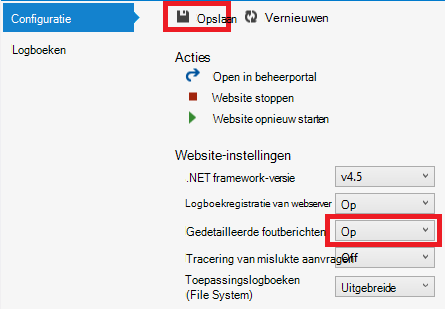 Configuratie
Opslaan
Vernieuwen
Logboeken
Acties
Open in beheerportal
Website stoppen
Website opnieuw starten
Website-instellingen
.NET framework-versie v4.5
Logboekregistratie van webserver Op
Gedetailleerde foutberichten Op
Tracering van mislukte aanvragen Off
Toepassingslogboeken
(File System) Uitgebreide